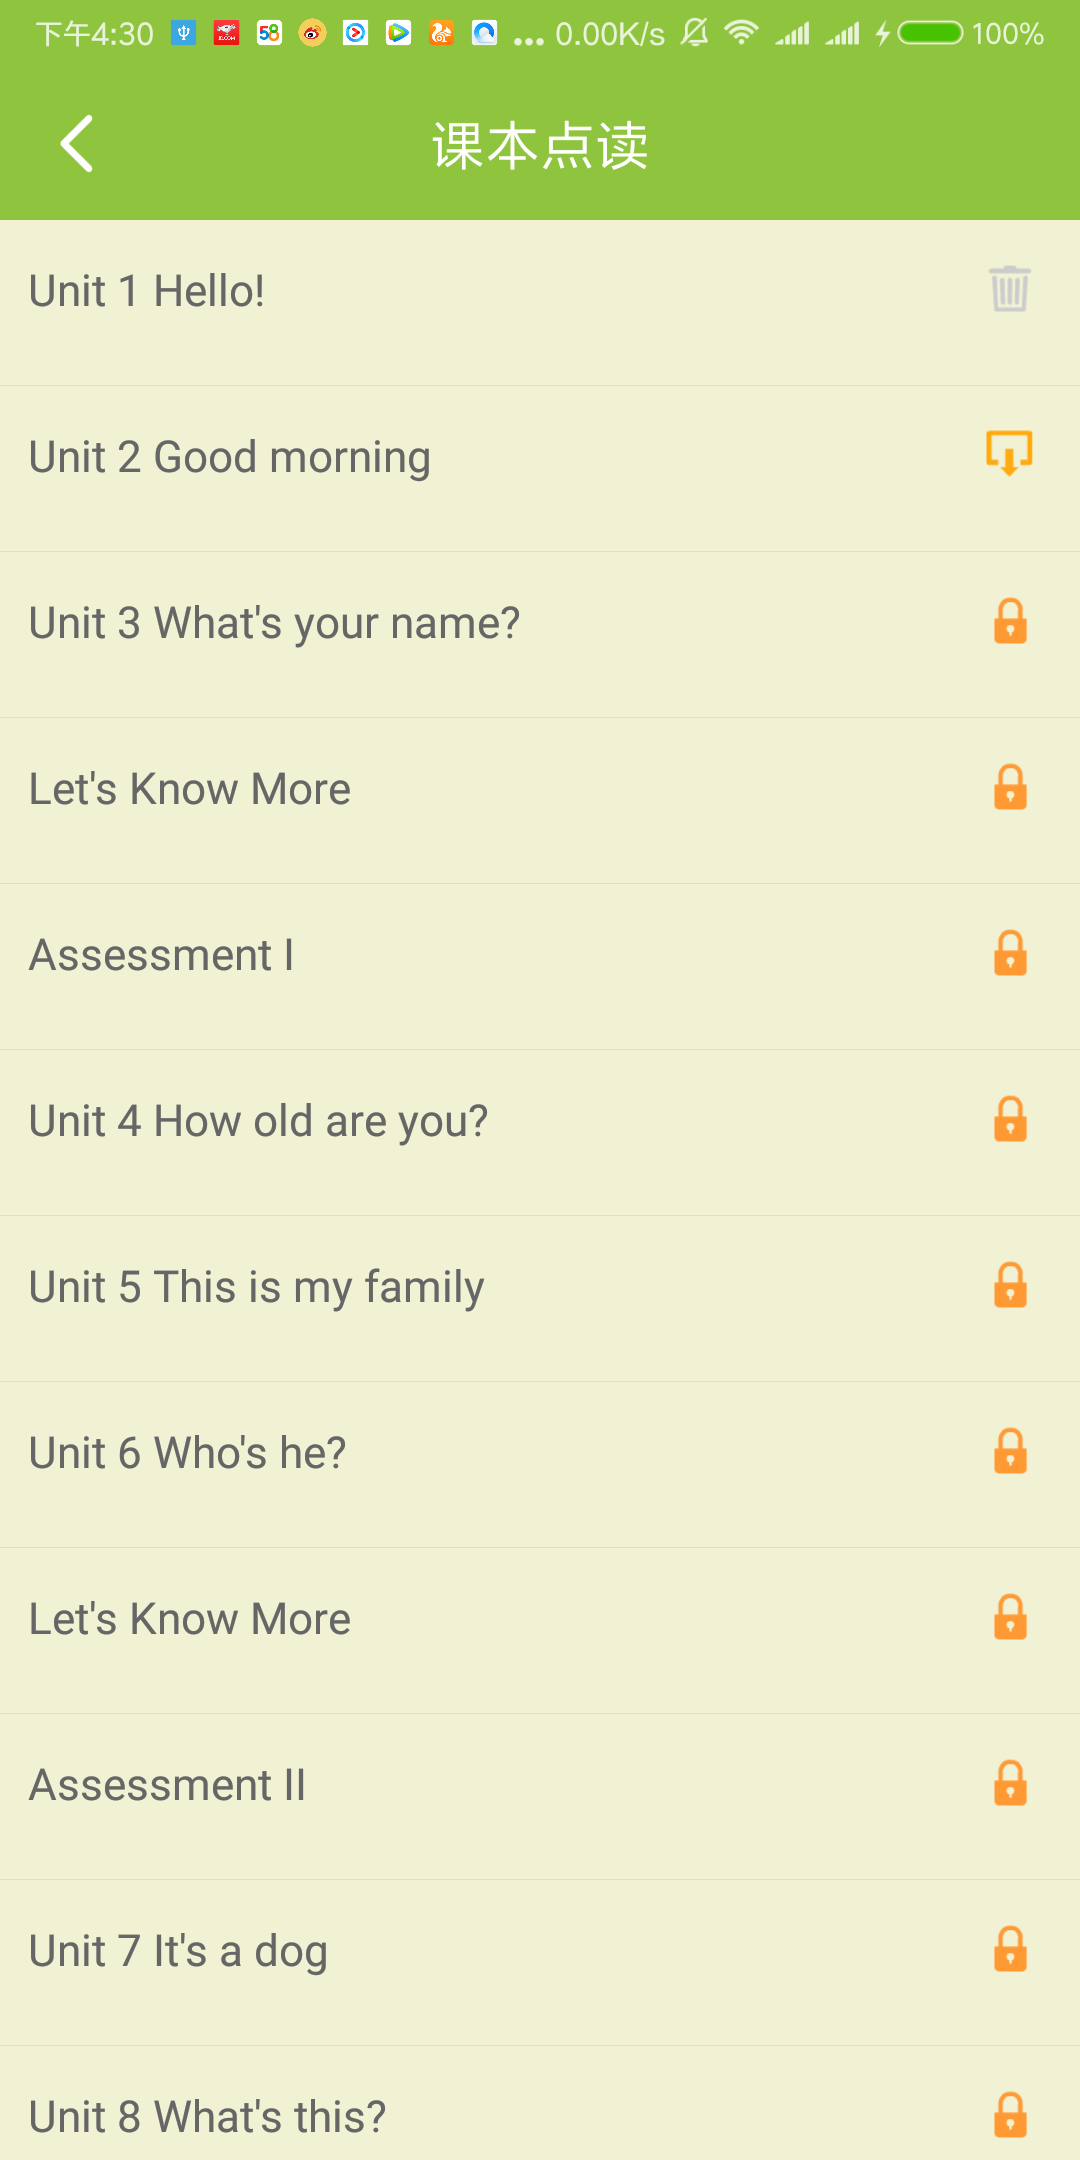 下午4:30 58 ... 0.00K/s 100%
课本点读
Unit 1 Hello!
Unit 2 Good morning
Unit 3 What's your name?
Let's Know More
Assessment I
Unit 4 How old are you?
Unit 5 This is my family
Unit 6 Who's he?
Let's Know More
Assessment II
Unit 7 It's a dog
Unit 8 What's this?